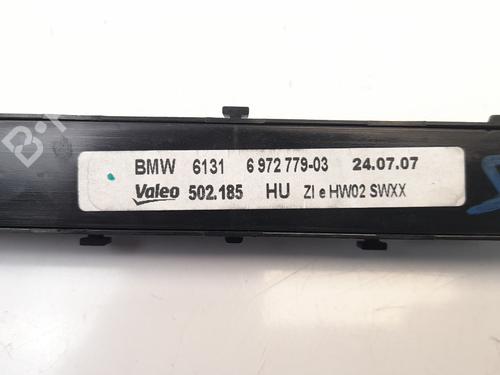 BMW 6131 6 972 779-03 24.07.07
Valeo 502.185 HU ZI e HW02 SWXX